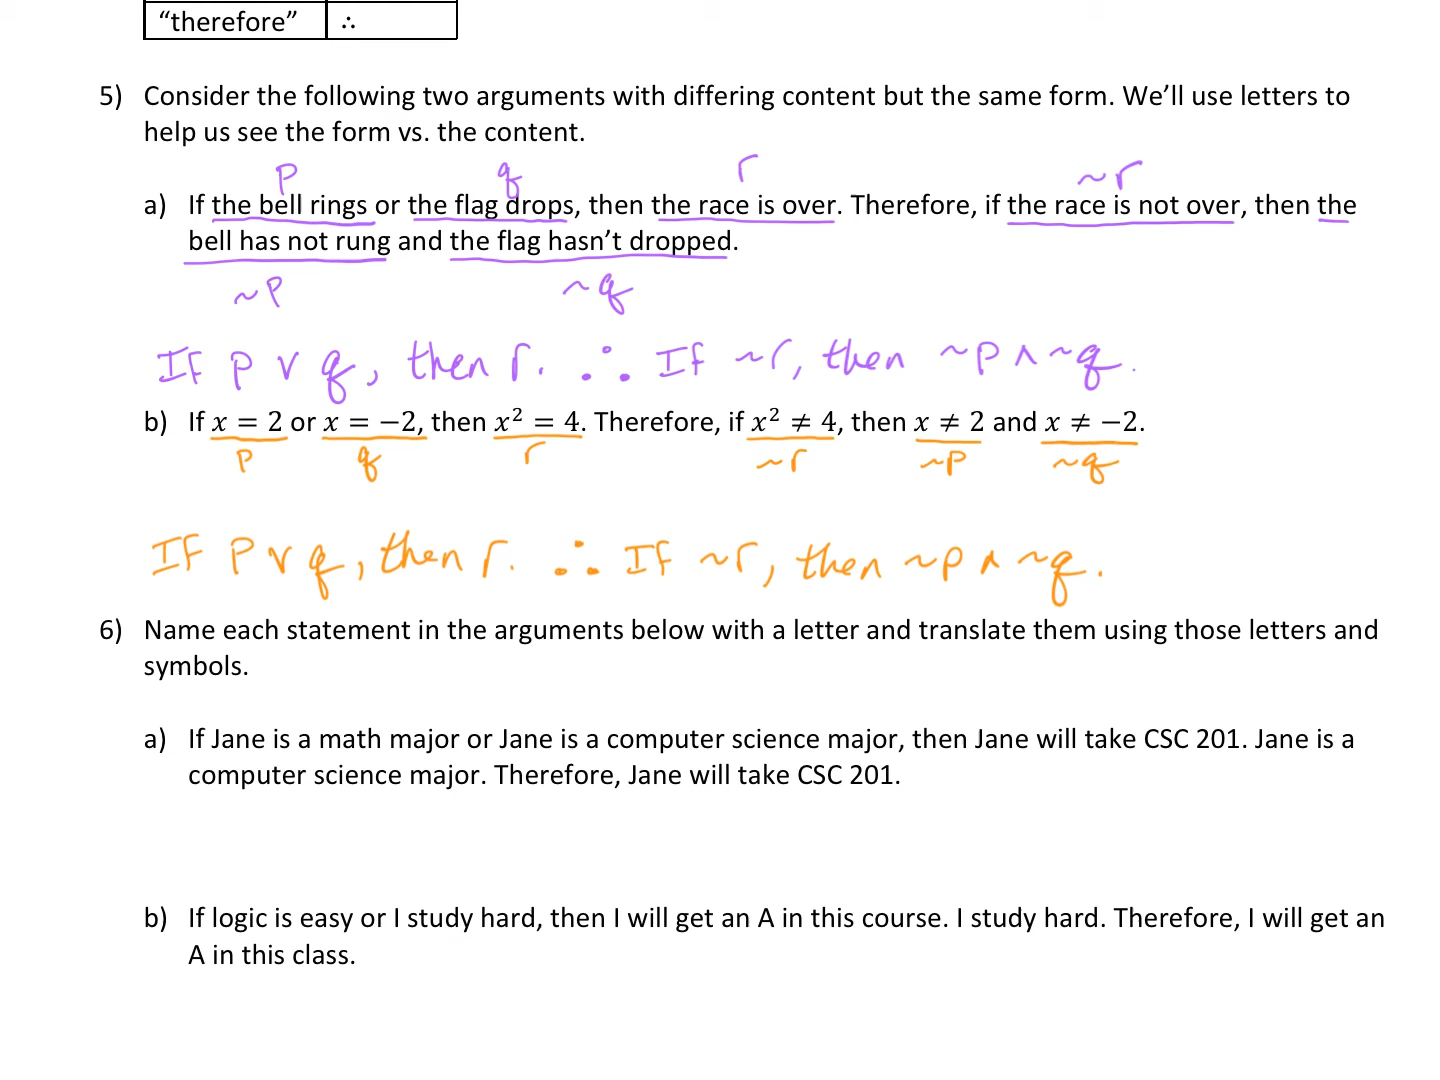 “therefore” ∴
5) Consider the following two arguments with differing content but the same form. We’ll use letters to
help us see the form vs. the content.
p q r ~r
a) If the bell rings or the flag drops, then the race is over. Therefore, if the race is not over, then the
bell has not rung and the flag hasn’t dropped.
~p ~q
If p ∨ q, then r. ∴ If ~r, then ~p ∧ ~q.
b) If x = 2 or x = −2, then x² = 4. Therefore, if x² ≠ 4, then x ≠ 2 and x ≠ −2.
p q r ~r ~p ~q
If p ∨ q, then r. ∴ If ~r, then ~p ∧ ~q.
6) Name each statement in the arguments below with a letter and translate them using those letters and
symbols.
a) If Jane is a math major or Jane is a computer science major, then Jane will take CSC 201. Jane is a
computer science major. Therefore, Jane will take CSC 201.
b) If logic is easy or I study hard, then I will get an A in this course. I study hard. Therefore, I will get an
A in this class.